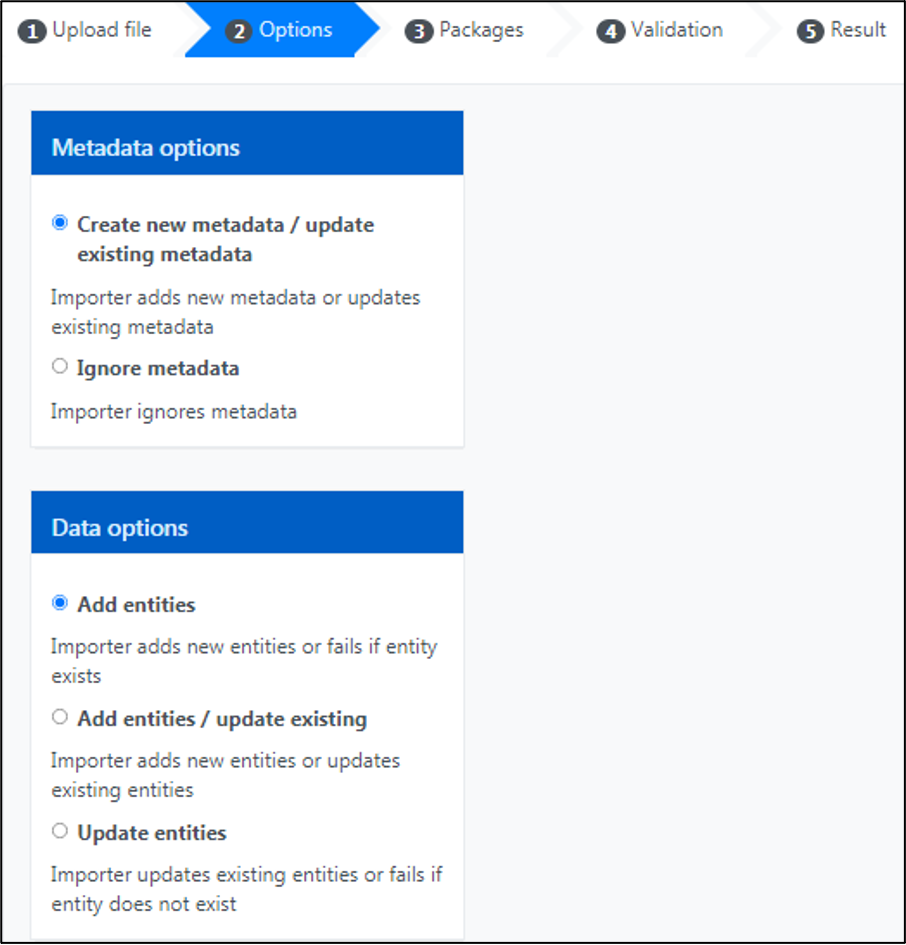 1 Upload file 2 Options 3 Packages 4 Validation 5 Result
Metadata options
Create new metadata / update
existing metadata
Importer adds new metadata or updates
existing metadata
Ignore metadata
Importer ignores metadata
Data options
Add entities
Importer adds new entities or fails if entity
exists
Add entities / update existing
Importer adds new entities or updates
existing entities
Update entities
Importer updates existing entities or fails if
entity does not exist